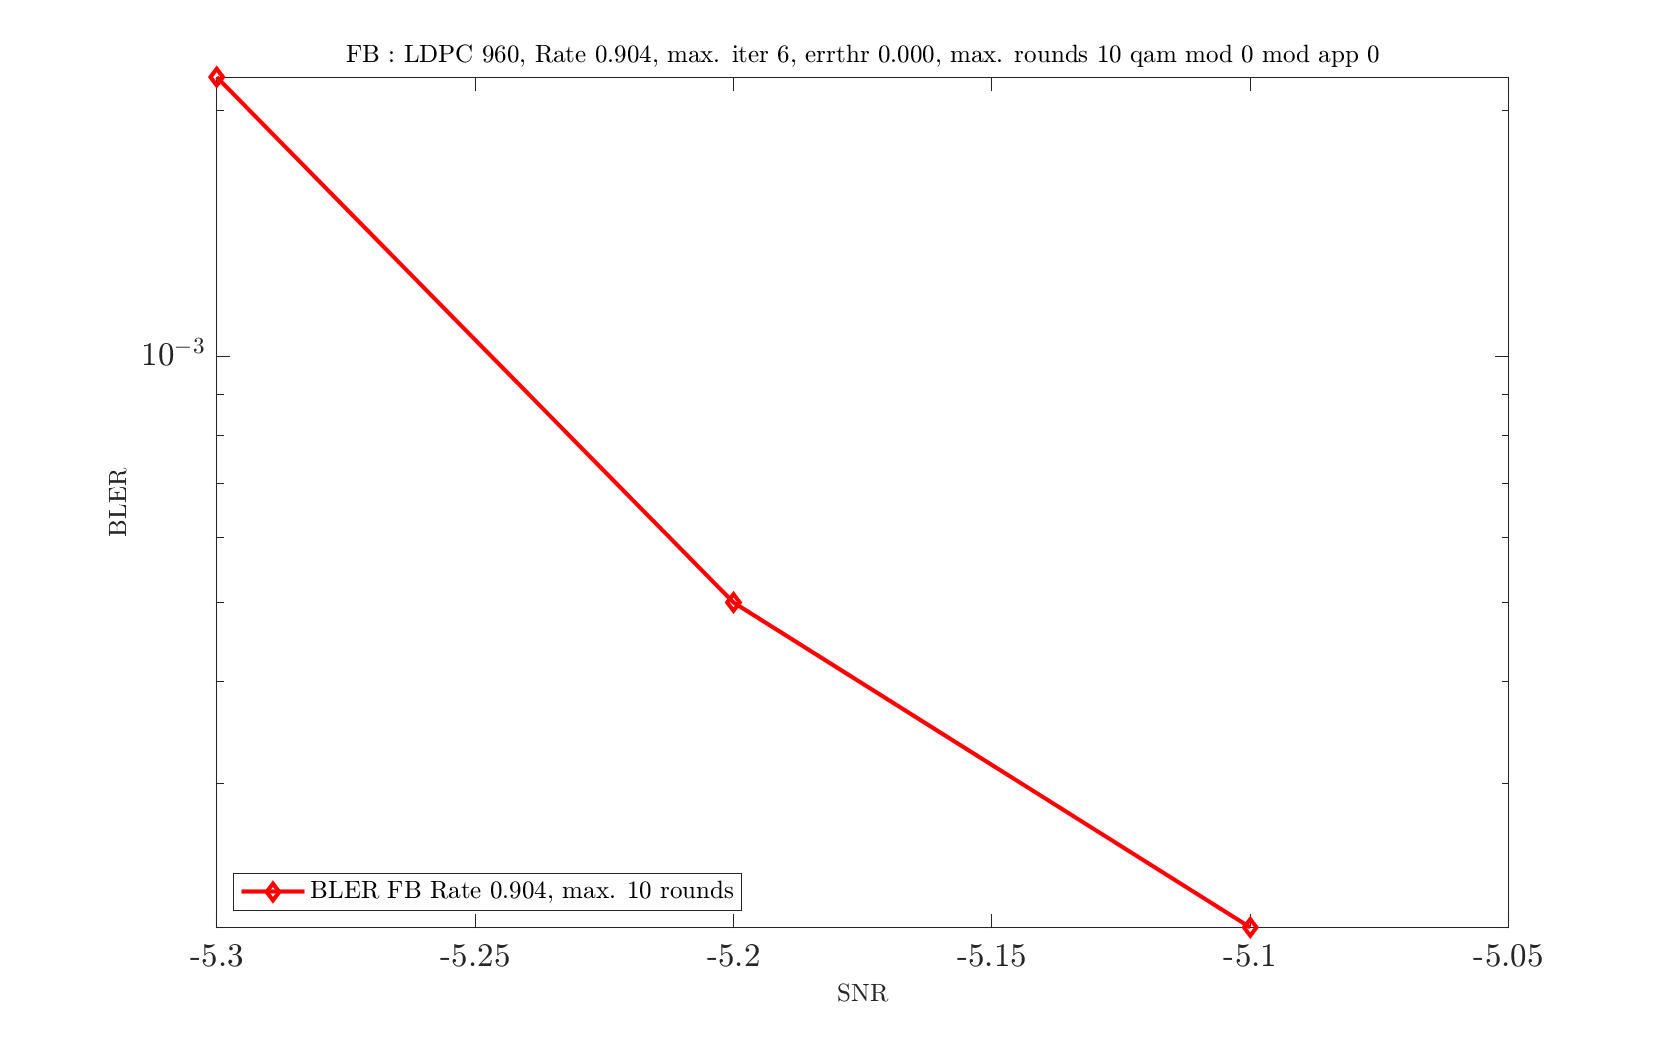 FB : LDPC 960, Rate 0.904, max. iter 6, errthr 0.000, max. rounds 10 qam mod 0 mod app 0
10⁻³
BLER
BLER FB Rate 0.904, max. 10 rounds
-5.3 -5.25 -5.2 -5.15 -5.1 -5.05
SNR